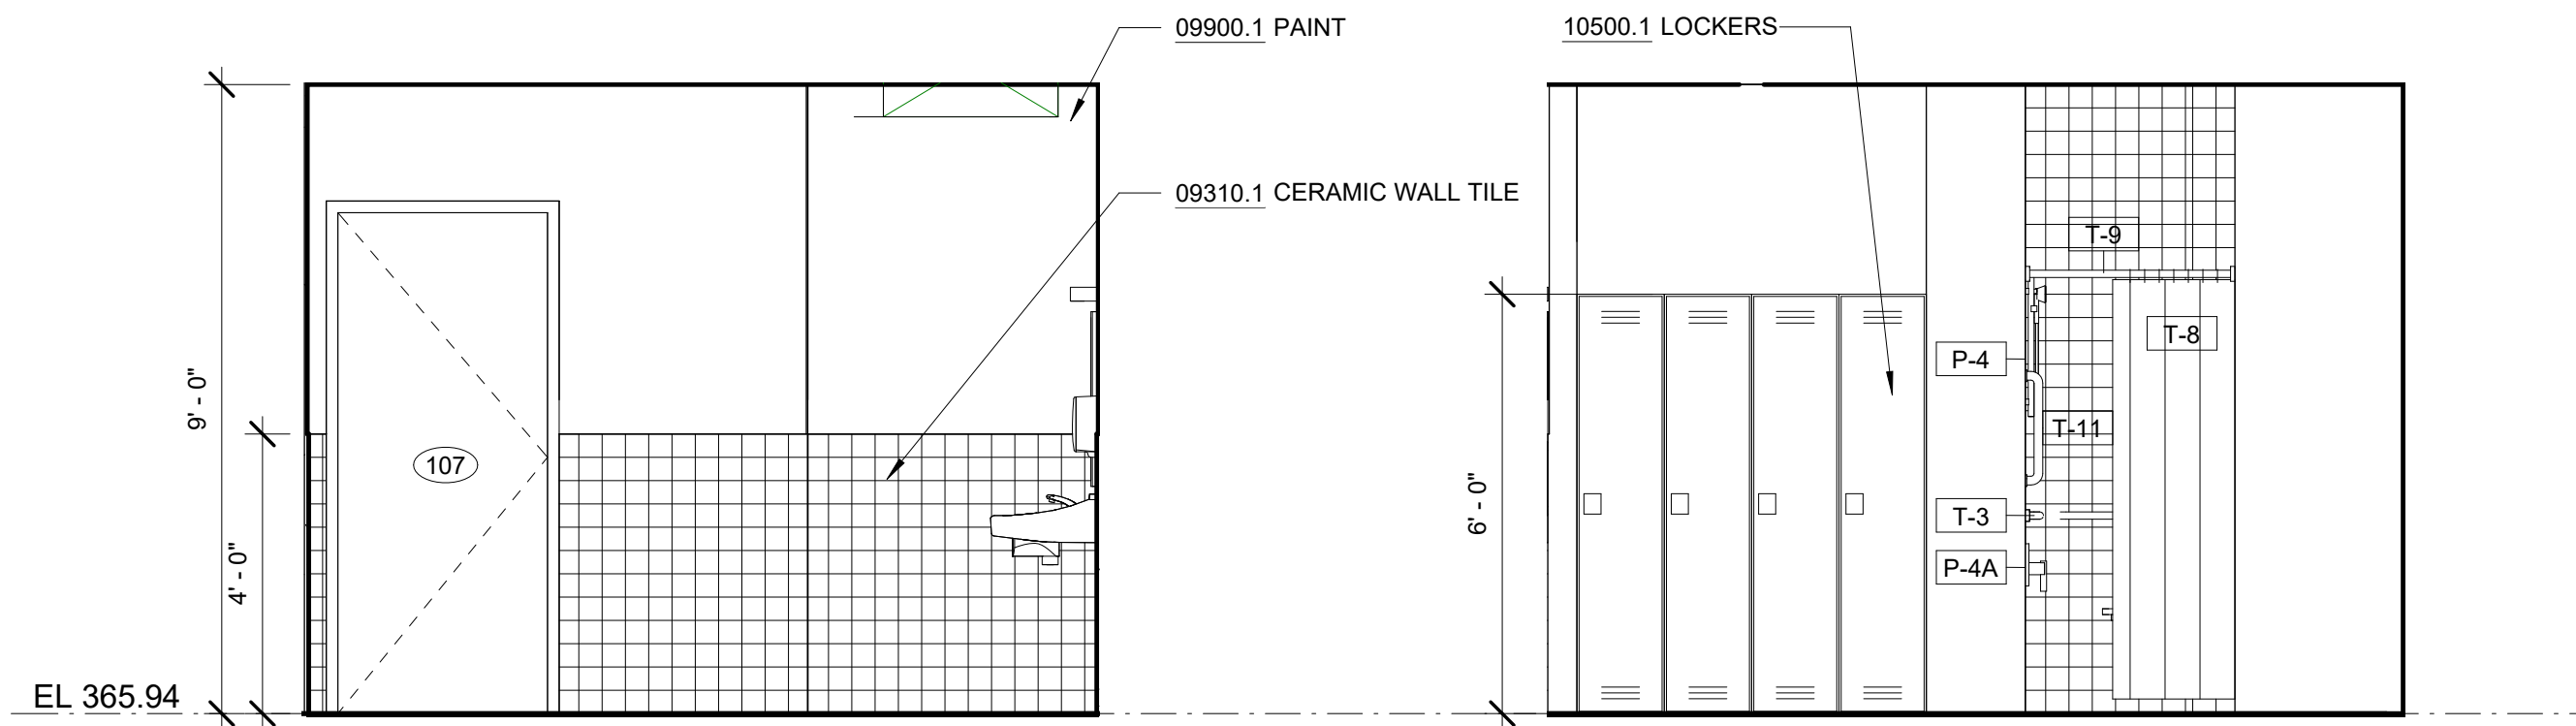 09900.1 PAINT
10500.1 LOCKERS
09310.1 CERAMIC WALL TILE
T-9
T-8
P-4
9' - 0"
T-11
107
6' - 0"
T-3
4' - 0"
P-4A
EL 365.94